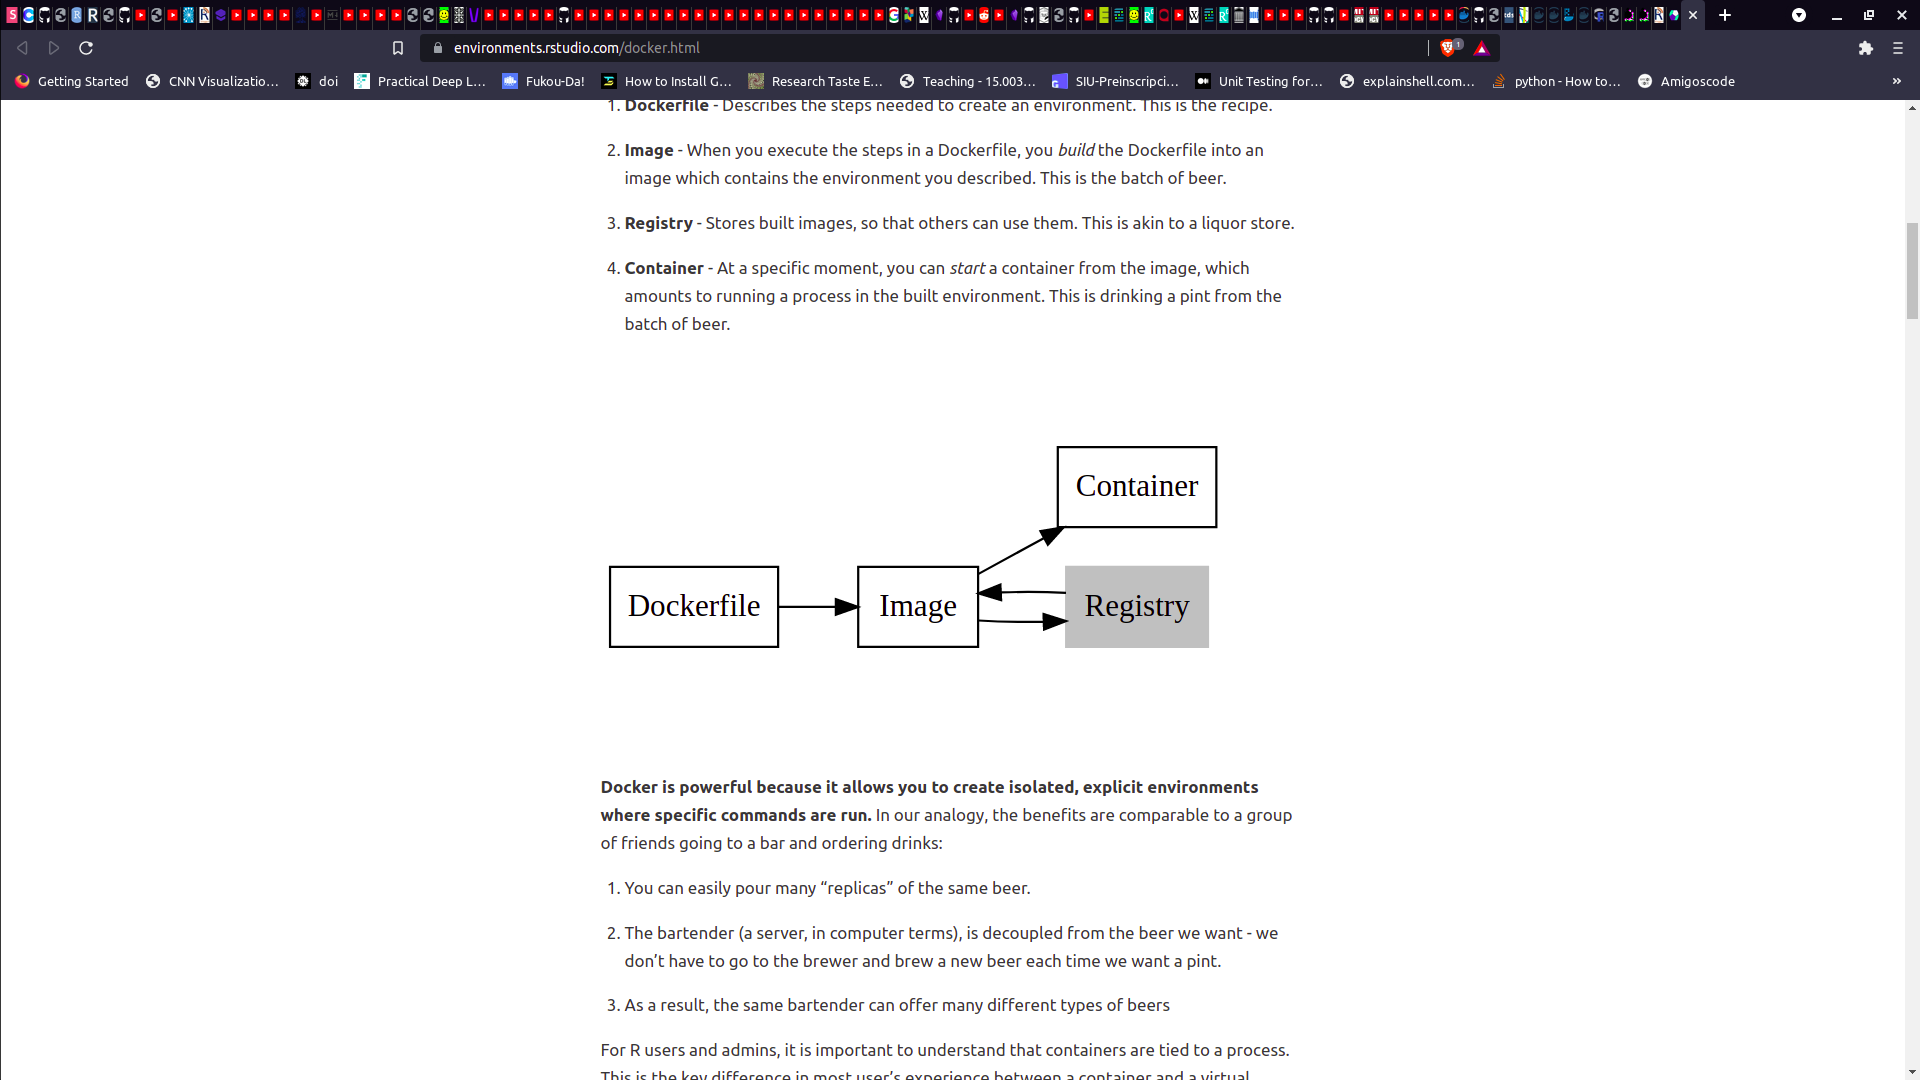 environments.rstudio.com/docker.html
1
Getting Started
CNN Visualizatio...
doi
Practical Deep L...
Fukou-Da!
How to Install G...
Research Taste E...
Teaching - 15.003...
SIU-Preinscripci...
Unit Testing for...
explainshell.com...
python - How to...
Amigoscode
»
1. Dockerfile - Describes the steps needed to create an environment. This is the recipe.
2. Image - When you execute the steps in a Dockerfile, you build the Dockerfile into an
image which contains the environment you described. This is the batch of beer.
3. Registry - Stores built images, so that others can use them. This is akin to a liquor store.
4. Container - At a specific moment, you can start a container from the image, which
amounts to running a process in the built environment. This is drinking a pint from the
batch of beer.
Container
Dockerfile
Image
Registry
Docker is powerful because it allows you to create isolated, explicit environments
where specific commands are run. In our analogy, the benefits are comparable to a group
of friends going to a bar and ordering drinks:
1. You can easily pour many “replicas” of the same beer.
2. The bartender (a server, in computer terms), is decoupled from the beer we want - we
don’t have to go to the brewer and brew a new beer each time we want a pint.
3. As a result, the same bartender can offer many different types of beers
For R users and admins, it is important to understand that containers are tied to a process.
This is the key difference in most user’s experience between a container and a virtual